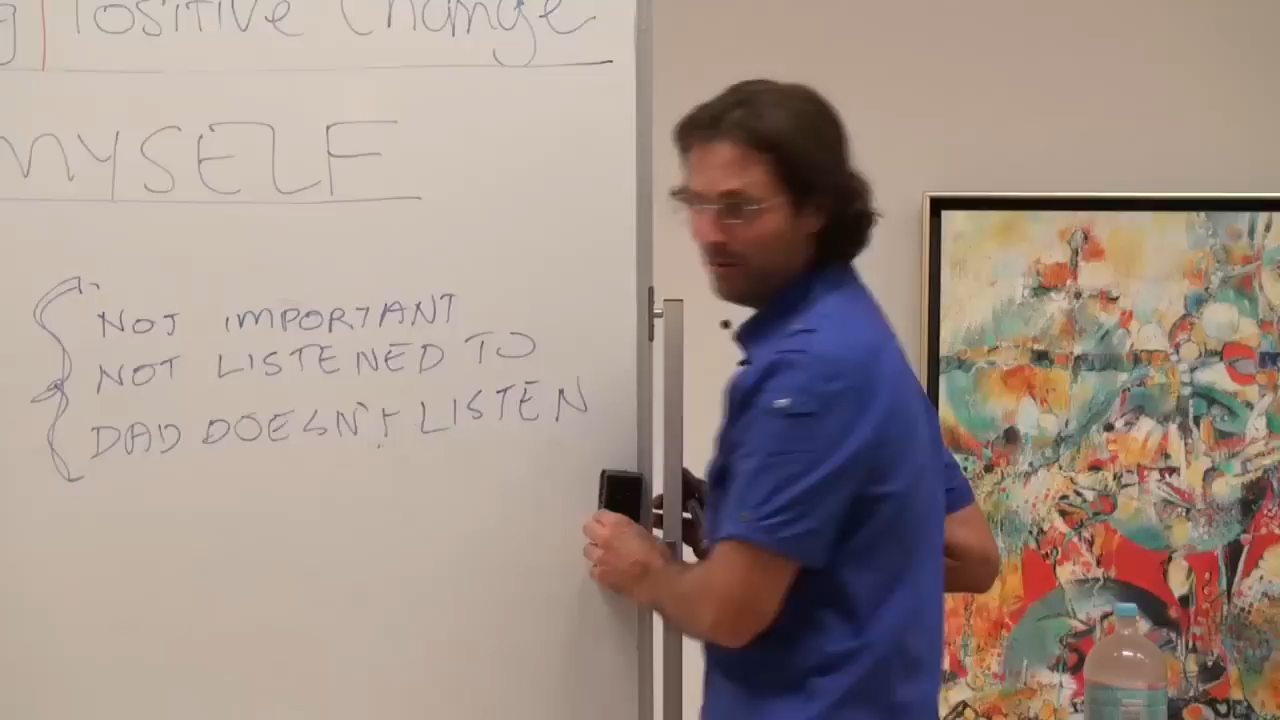 g Positive Change
MYSELF
NOT IMPORTANT
NOT LISTENED TO
DAD DOESN't LISTEN